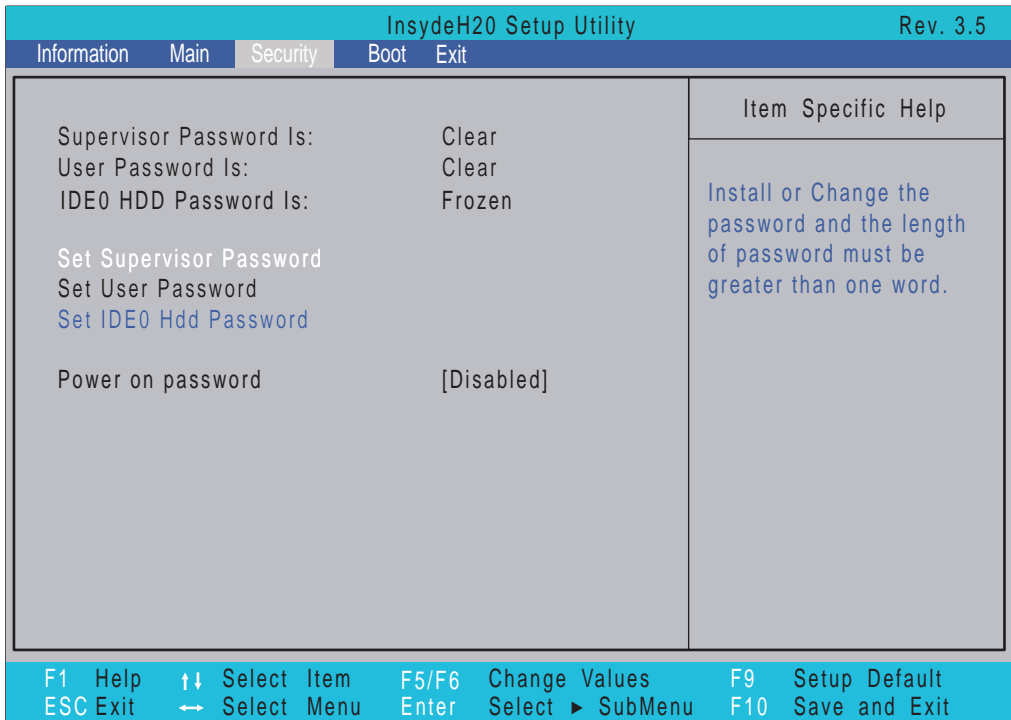 InsydeH20 Setup Utility Rev. 3.5
Information Main Security Boot Exit
Item Specific Help
Supervisor Password Is: Clear
User Password Is: Clear
IDE0 HDD Password Is: Frozen
Set Supervisor Password
Set User Password
Set IDE0 Hdd Password
Power on password [Disabled]
Install or Change the
password and the length
of password must be
greater than one word.
F1 Help ↑↓ Select Item F5/F6 Change Values F9 Setup Default
ESC Exit ↔ Select Menu Enter Select ► SubMenu F10 Save and Exit